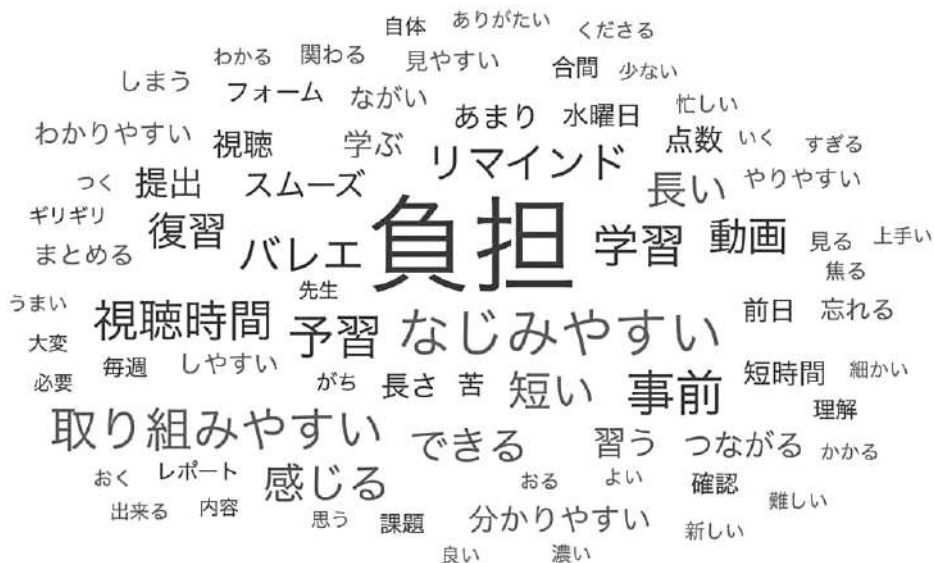 自体 ありがたい くださる
わかる 関わる 見やすい 合間 少ない
しまう フォーム ながい あまり 水曜日 忙しい
わかりやすい 視聴 学ぶ リマインド 点数 いく すぎる
つく 提出 スムーズ 長い やりやすい
ギリギリ 復習 バレエ 負担 学習 動画 見る 上手い
まとめる 先生 焦る
うまい 視聴時間 予習 なじみやすい 前日 忘れる
大変 毎週 しやすい
必要 がち 長さ 苦 短い 事前 短時間 細かい
取り組みやすい できる 習う つながる 理解 かかる
おく レポート 感じる おる よい 確認 難しい
出来る 内容 思う 課題 分かりやすい 新しい
良い 濃い